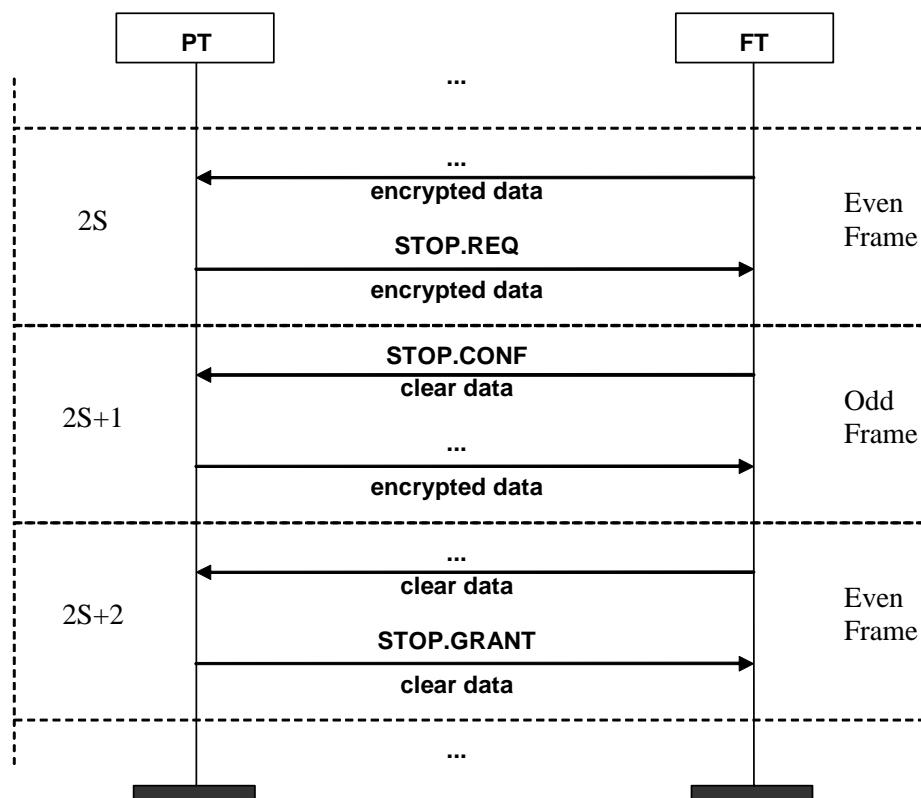 PT FT
...
...
encrypted data
2S
Even
Frame
STOP.REQ
encrypted data
STOP.CONF
clear data
2S+1
Odd
Frame
...
encrypted data
...
clear data
2S+2
Even
Frame
STOP.GRANT
clear data
...